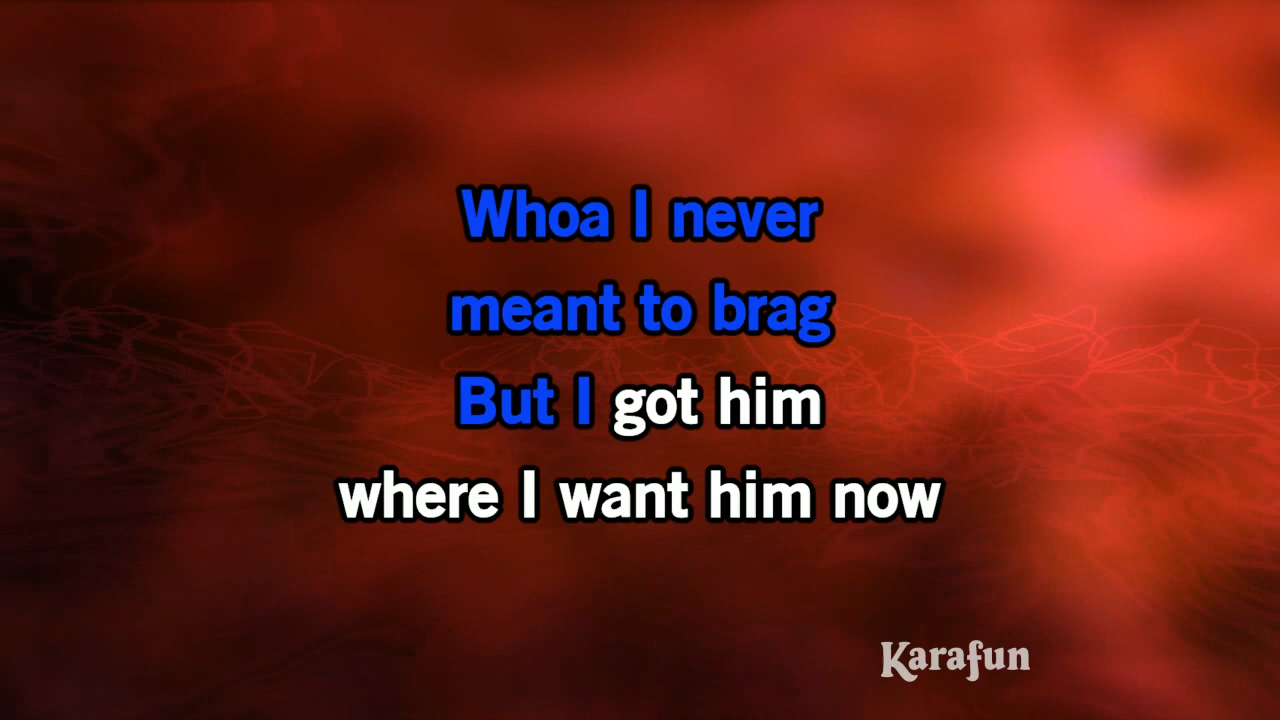 Whoa I never
meant to brag
But I got him
where I want him now
Karafun